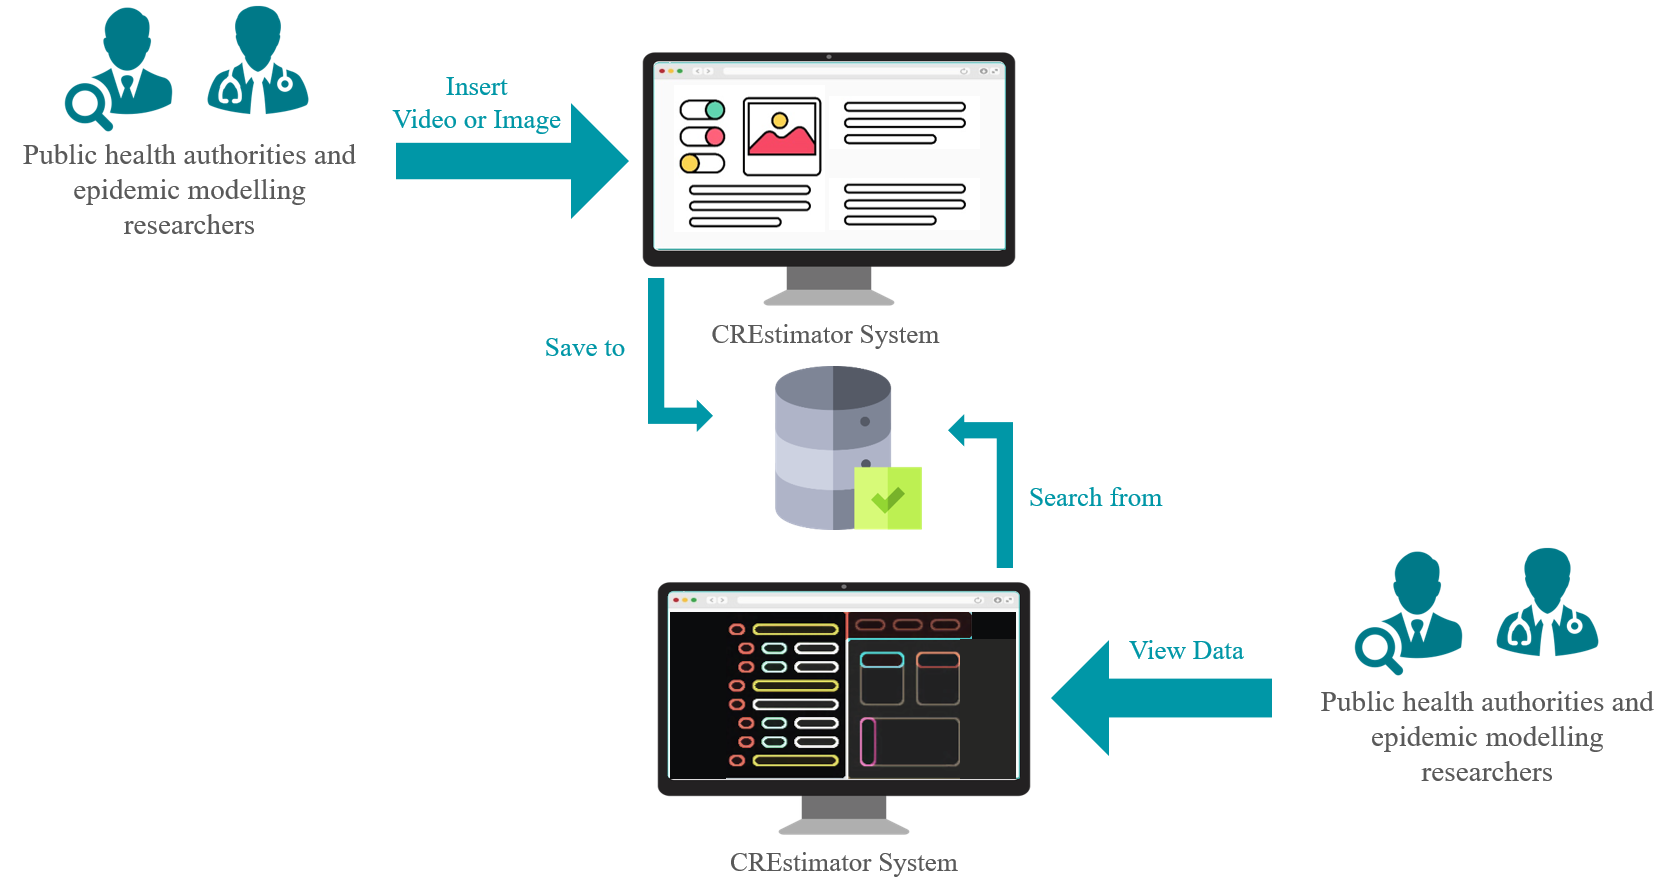 Insert
Video or Image
Public health authorities and
epidemic modelling
researchers
CREstimator System
Save to
Search from
View Data
Public health authorities and
epidemic modelling
researchers
CREstimator System